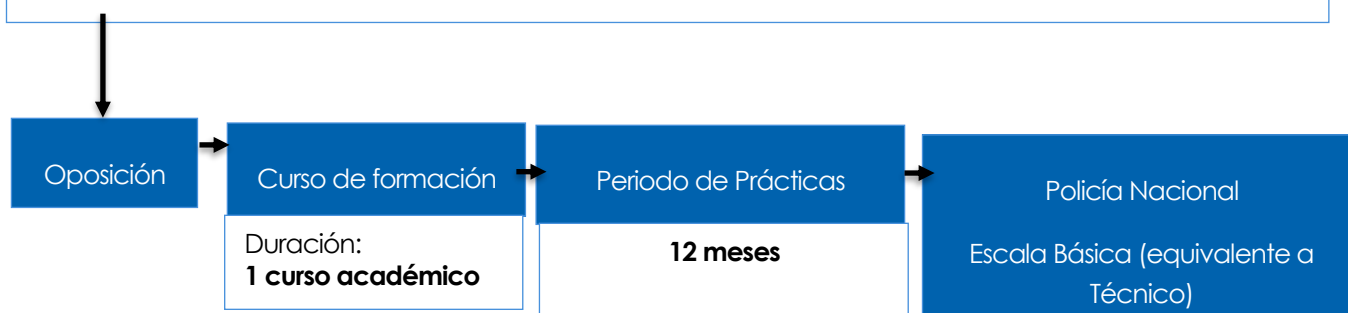 Oposición
Curso de formación
Duración:
1 curso académico
Periodo de Prácticas
12 meses
Policía Nacional
Escala Básica (equivalente a
Técnico)